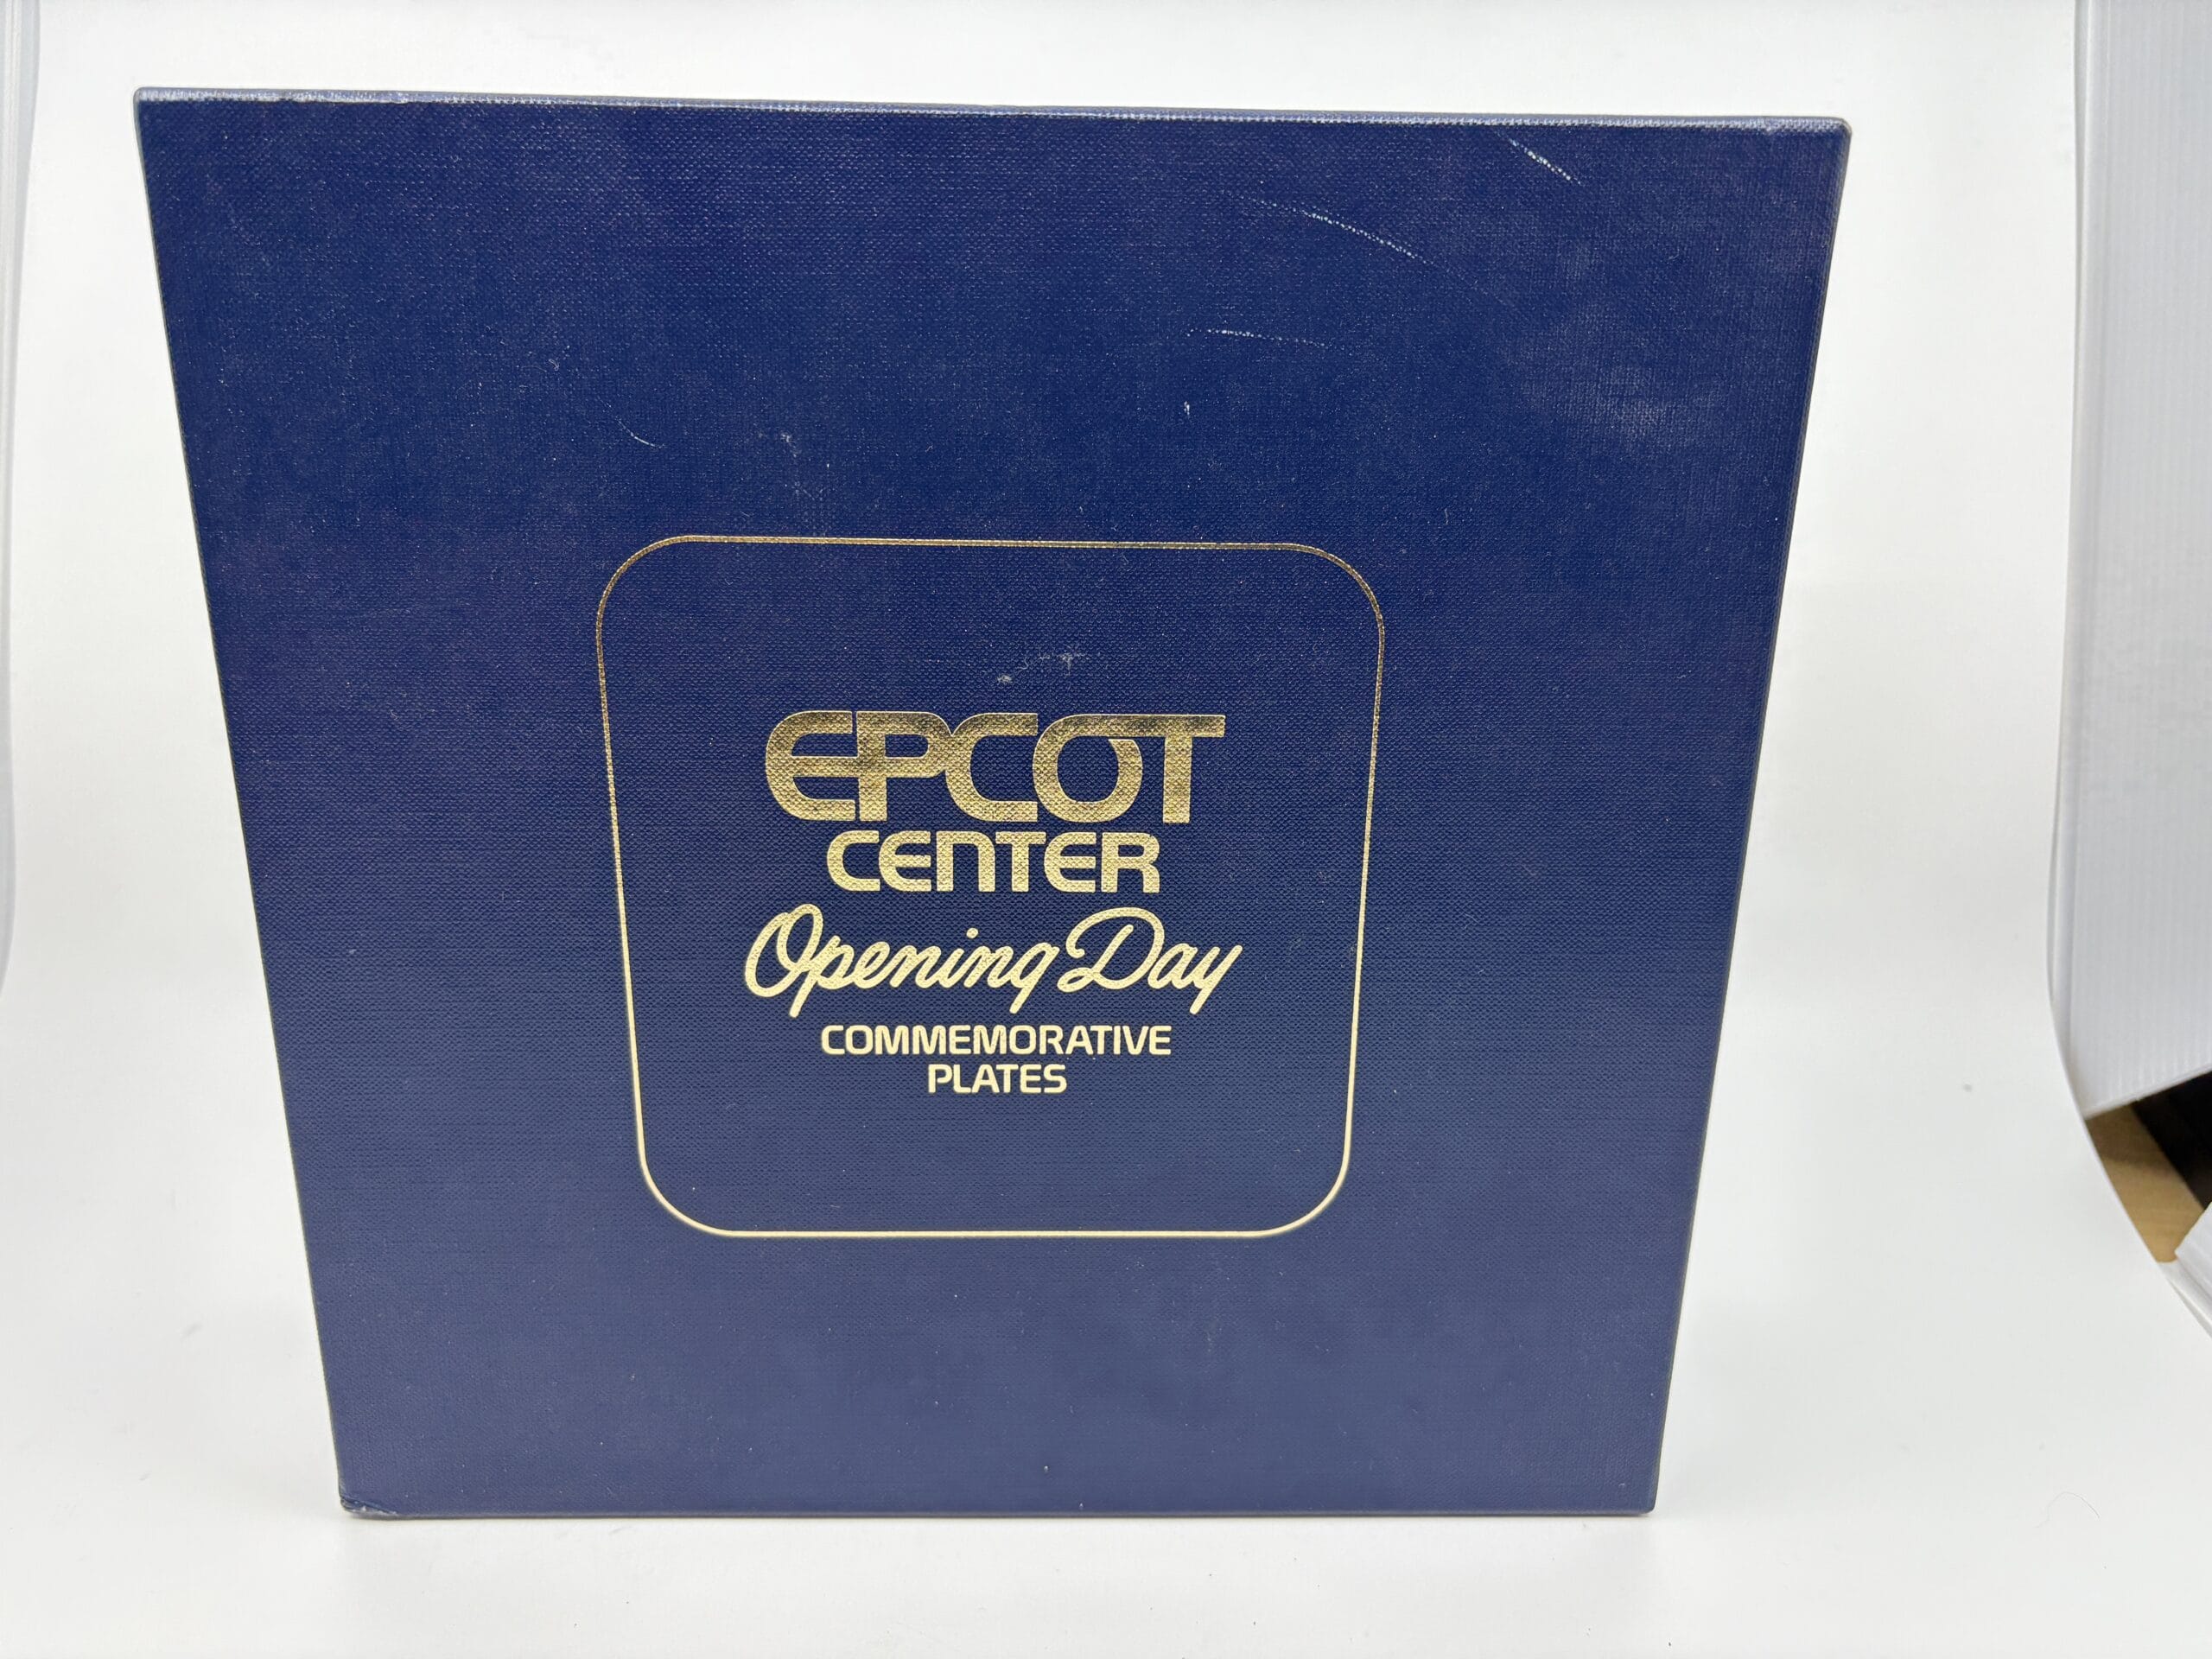 EPCOT
CENTER
Opening Day
COMMEMORATIVE
PLATES